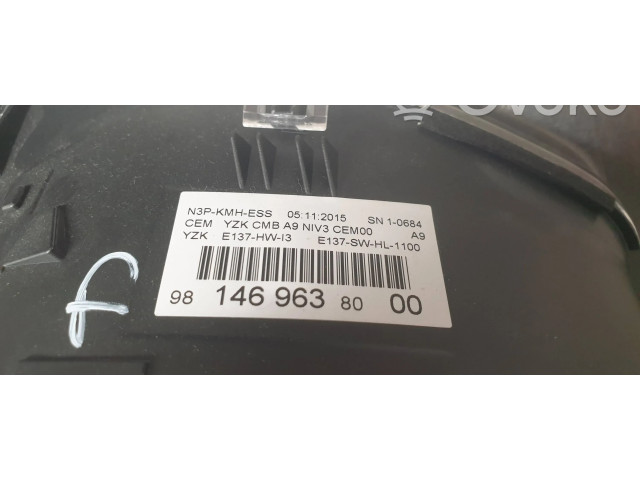 OVOKO
N3P-KMH-ESS 05:11:2015 SN 1-0684
CEM YZK CMB A9 NIV3 CEM00 A9
YZK E137-HW-I3 E137-SW-HL-1100
98 146 963 80 00
f